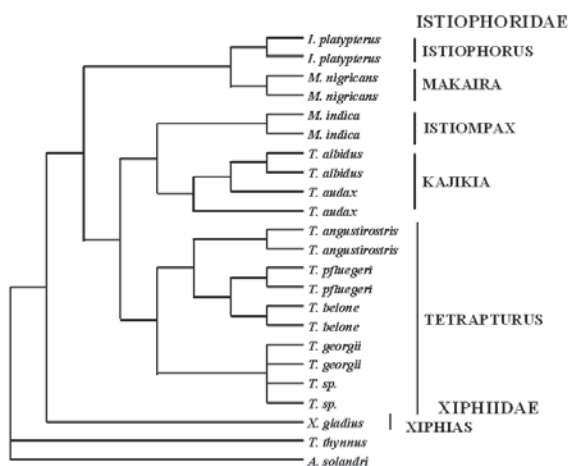 ISTIOPHORIDAE
I. platypterus
I. platypterus
ISTIOPHORUS
M. nigricans
M. nigricans
MAKAIRA
M. indica
M. indica
ISTIOMPAX
T. albidus
T. albidus
T. audax
T. audax
KAJIKIA
T. angustirostris
T. angustirostris
T. pfluegeri
T. pfluegeri
T. belone
T. belone
T. georgii
T. georgii
T. sp.
T. sp.
TETRAPTURUS
XIPHIIDAE
X. gladius
XIPHIAS
T. thynnus
A. solandri